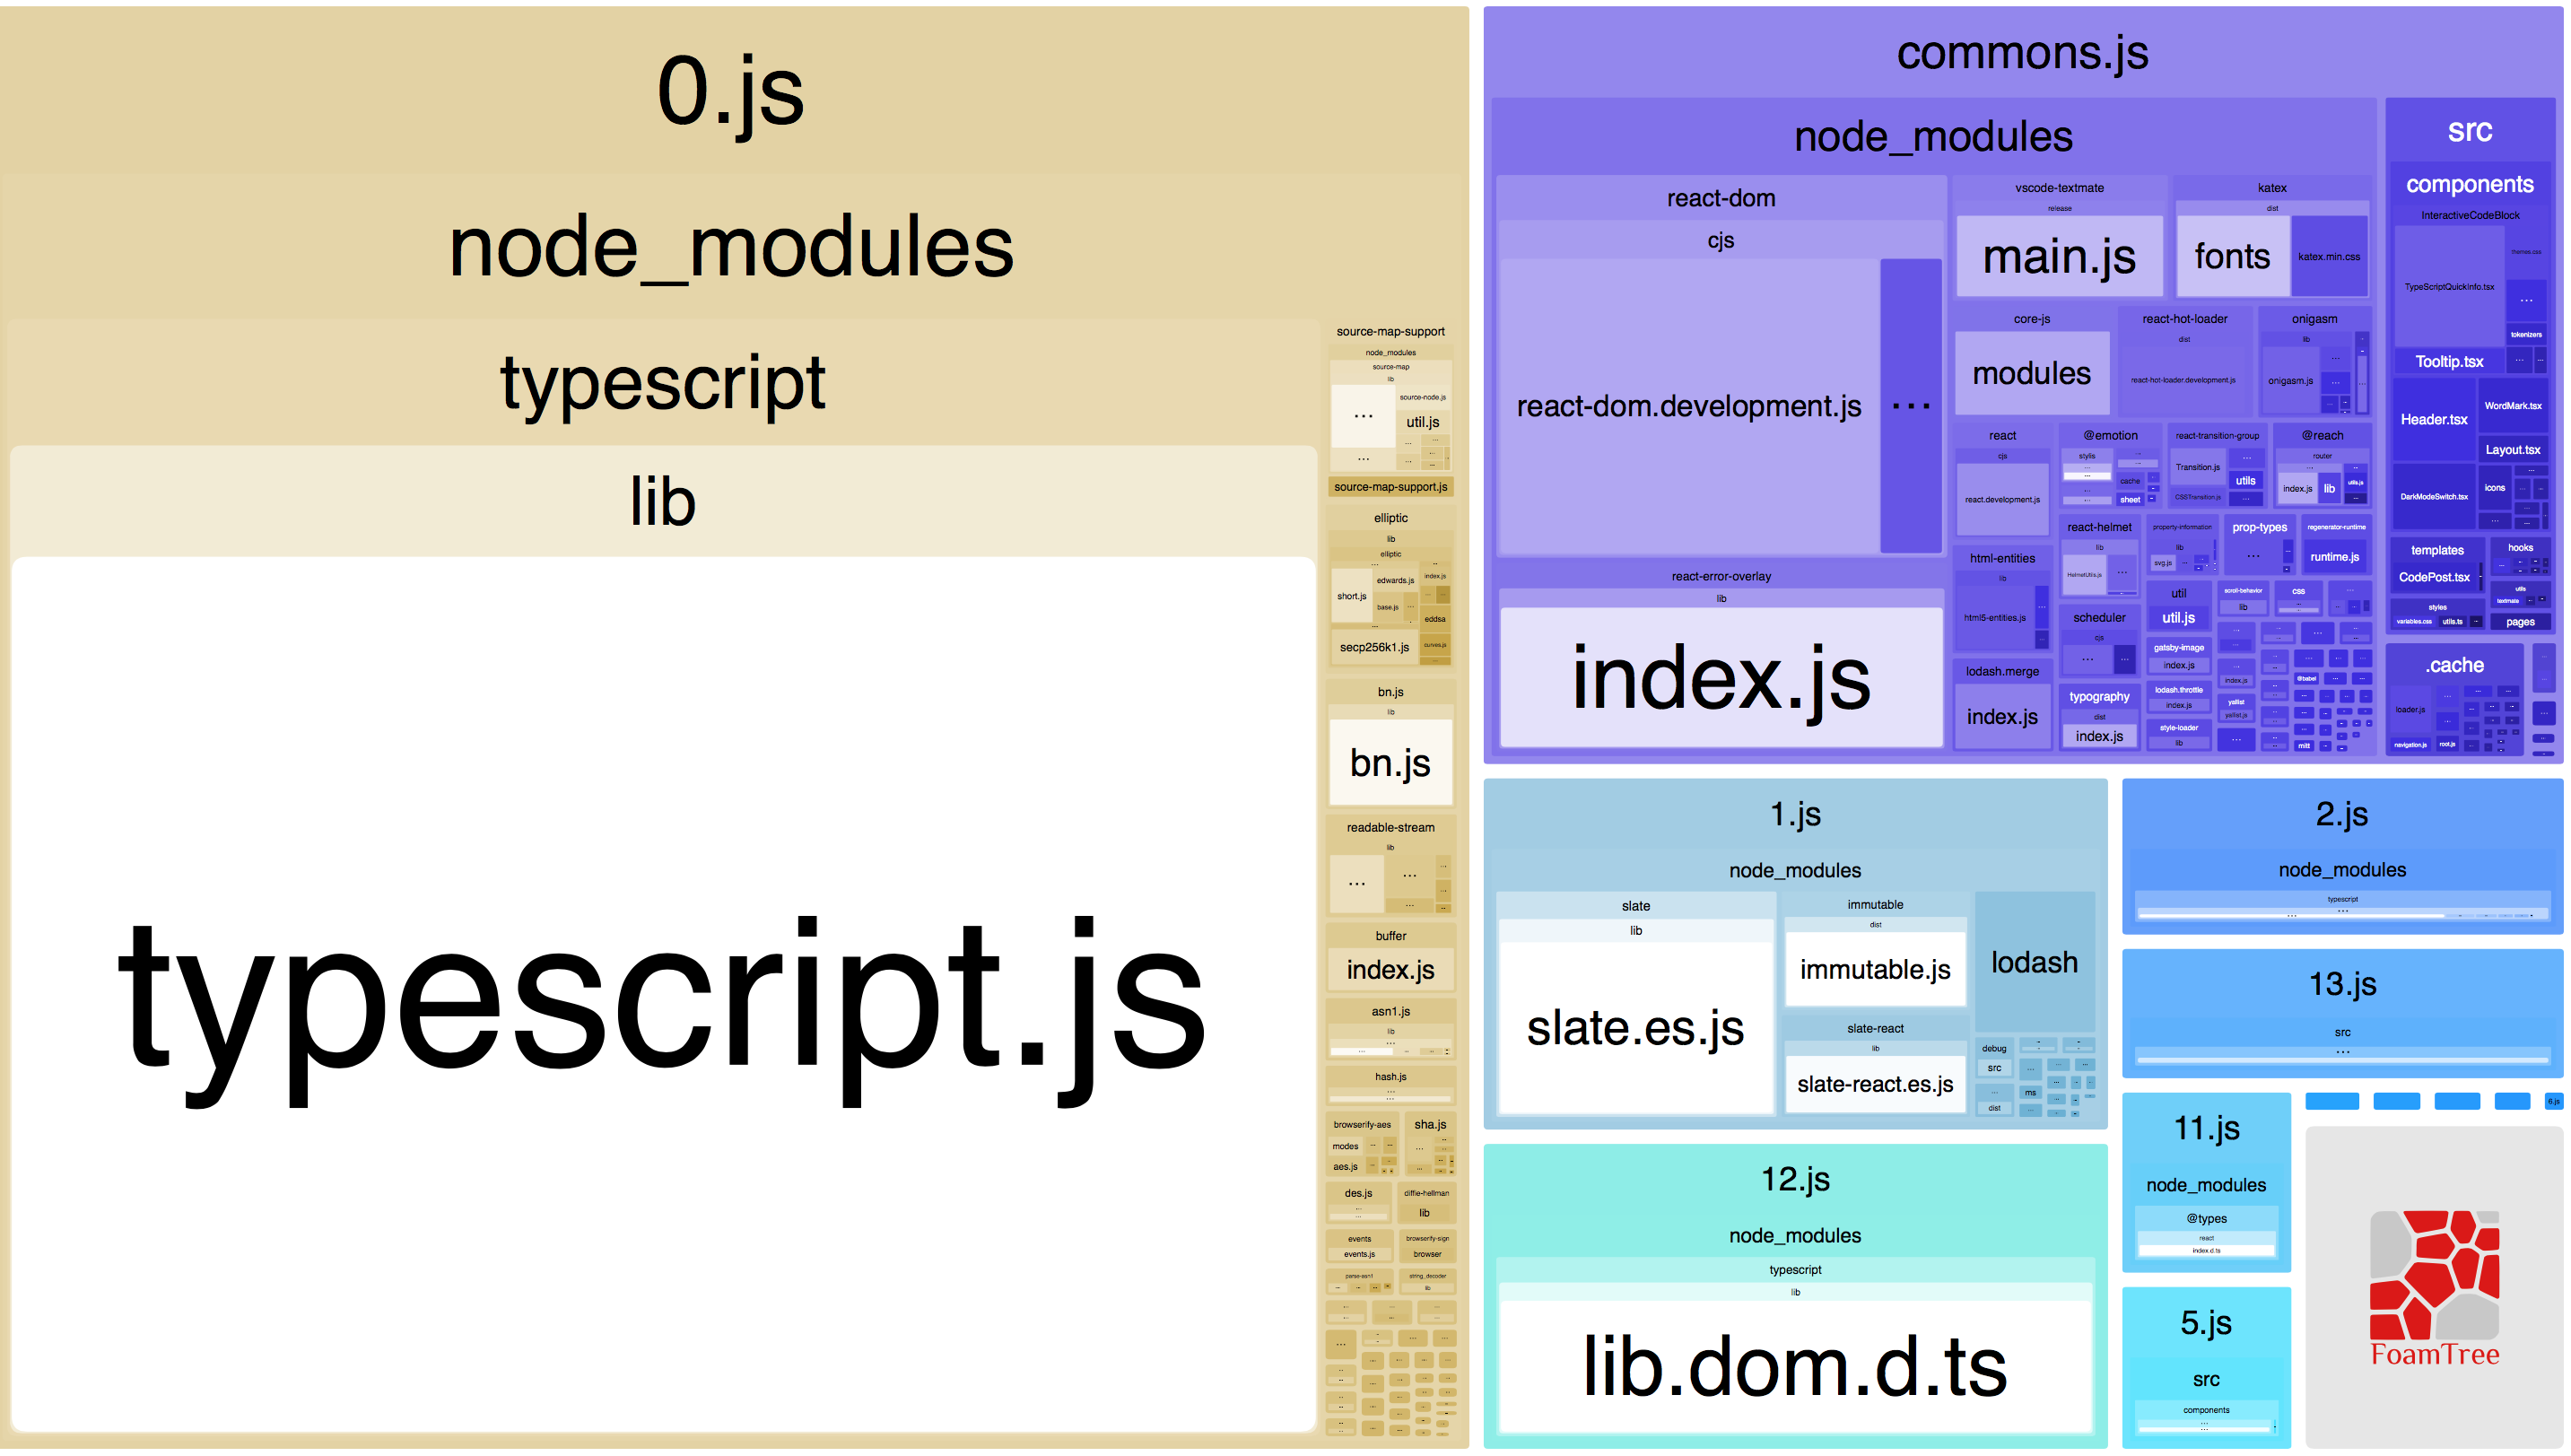 0.js
node_modules
typescript
lib
typescript.js
source-map-support
node_modules
source-map
lib
...
source-node.js
util.js
source-map-support.js
elliptic
lib
elliptic
short.js
edwards.js
index.js
base.js
eddsa
secp256k1.js
curves.js
bn.js
lib
bn.js
readable-stream
lib
buffer
index.js
asn1.js
lib
hash.js
browserify-aes
modes
aes.js
sha.js
des.js
diffie-hellman
lib
events
events.js
browserify-sign
browser
parse-asn1
string_decoder
lib
commons.js
node_modules
react-dom
cjs
react-dom.development.js
...
react-error-overlay
lib
index.js
vscode-textmate
release
main.js
katex
dist
fonts
katex.min.css
core-js
modules
react-hot-loader
dist
react-hot-loader.development.js
onigasm
lib
onigasm.js
react
cjs
react.development.js
@emotion
stylis
cache
sheet
react-transition-group
Transition.js
utils
CSSTransition.js
@reach
router
index.js
lib
utils.js
react-helmet
lib
HelmetUtils.js
property-information
lib
svg.js
prop-types
regenerator-runtime
runtime.js
html-entities
lib
html5-entities.js
scheduler
cjs
util
util.js
scroll-behavior
lib
css
gatsby-image
index.js
index.js
@babel
lodash.merge
index.js
typography
dist
index.js
lodash.throttle
index.js
yallist
yallist.js
style-loader
lib
mitt
src
components
InteractiveCodeBlock
themes.css
TypeScriptQuickInfo.tsx
tokenizers
Tooltip.tsx
Header.tsx
WordMark.tsx
Layout.tsx
DarkModeSwitch.tsx
icons
templates
CodePost.tsx
hooks
utils
textmate
styles
variables.css
utils.ts
pages
.cache
loader.js
navigation.js
root.js
1.js
node_modules
slate
lib
slate.es.js
immutable
dist
immutable.js
slate-react
lib
slate-react.es.js
lodash
debug
src
dist
ms
12.js
node_modules
typescript
lib
lib.dom.d.ts
2.js
node_modules
typescript
13.js
src
11.js
node_modules
@types
react
index.d.ts
6.js
5.js
src
components
FoamTree